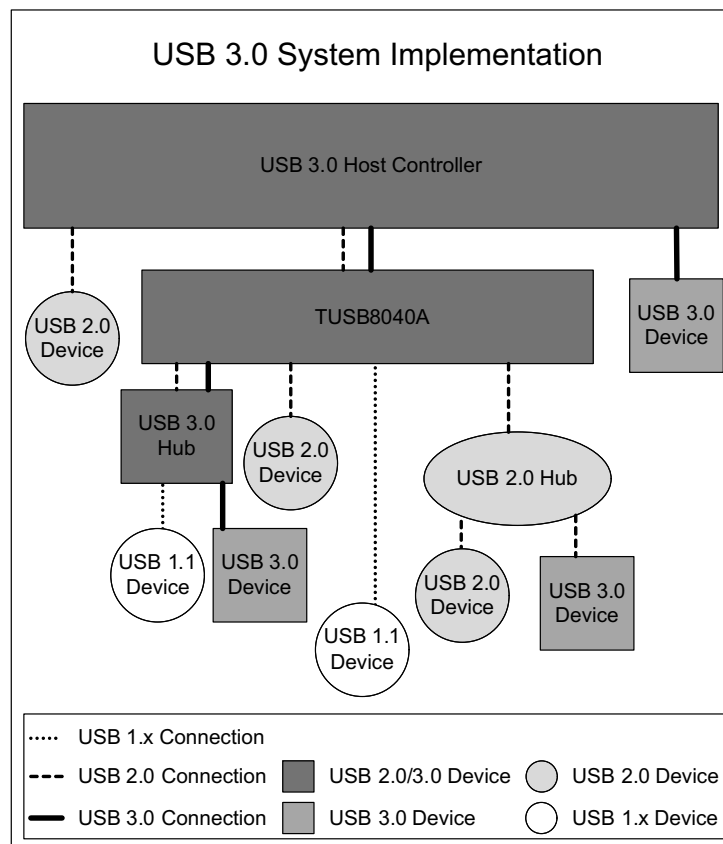 USB 3.0 System Implementation
USB 3.0 Host Controller
USB 2.0
Device
TUSB8040A
USB 3.0
Device
USB 3.0
Hub
USB 2.0
Device
USB 2.0 Hub
USB 1.1
Device
USB 3.0
Device
USB 1.1
Device
USB 2.0
Device
USB 3.0
Device
USB 1.x Connection
USB 2.0 Connection
USB 2.0/3.0 Device
USB 2.0 Device
USB 3.0 Connection
USB 3.0 Device
USB 1.x Device